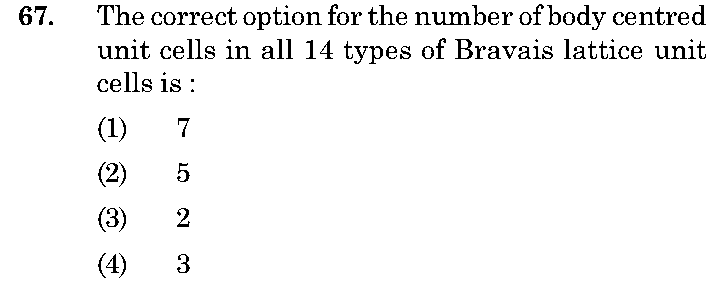 67. The correct option for the number of body centred
unit cells in all 14 types of Bravais lattice unit
cells is :
(1) 7
(2) 5
(3) 2
(4) 3